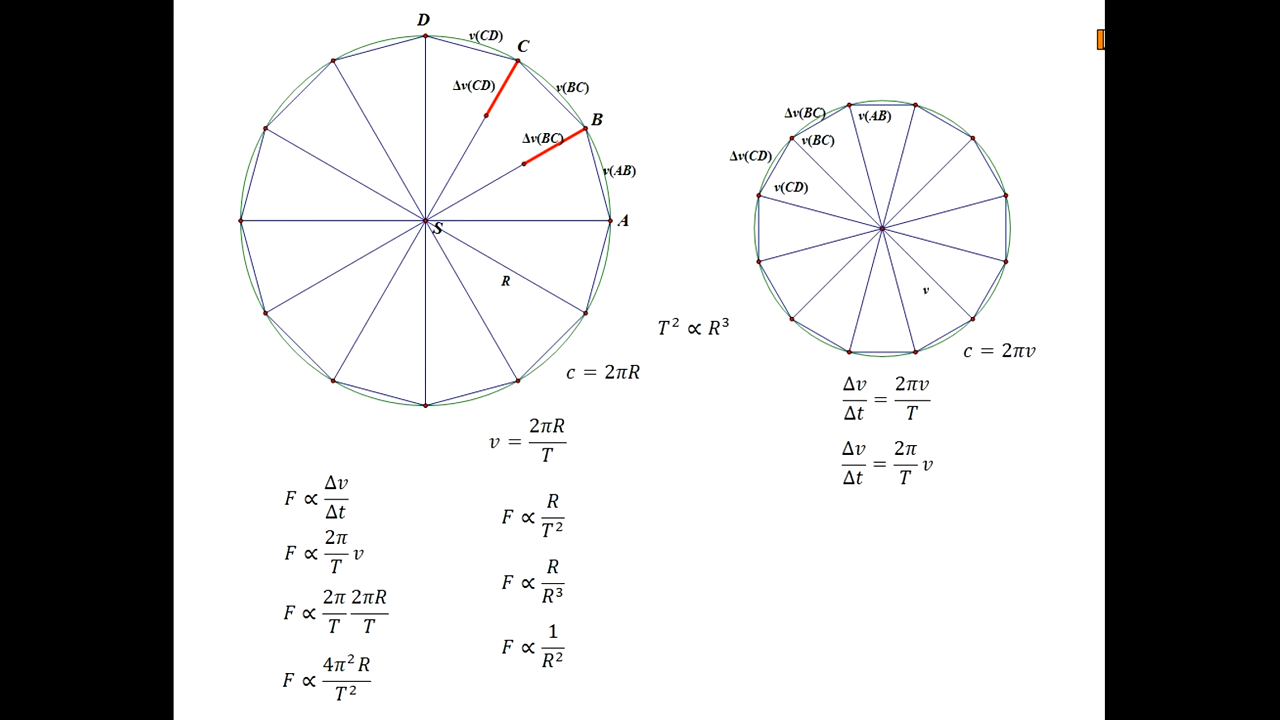 D
v(CD)
C
Δv(CD)
v(BC)
Δv(BC)
B
v(AB)
S
A
R
c = 2πR
T² ∝ R³
Δv(BC)
v(AB)
v(BC)
Δv(CD)
v(CD)
v
c = 2πv
Δv/Δt = 2πv/T
Δv/Δt = 2π/T v
v = 2πR/T
F ∝ Δv/Δt
F ∝ 2π/T v
F ∝ 2π/T 2πR/T
F ∝ 4π²R/T²
F ∝ R/T²
F ∝ R/R³
F ∝ 1/R²